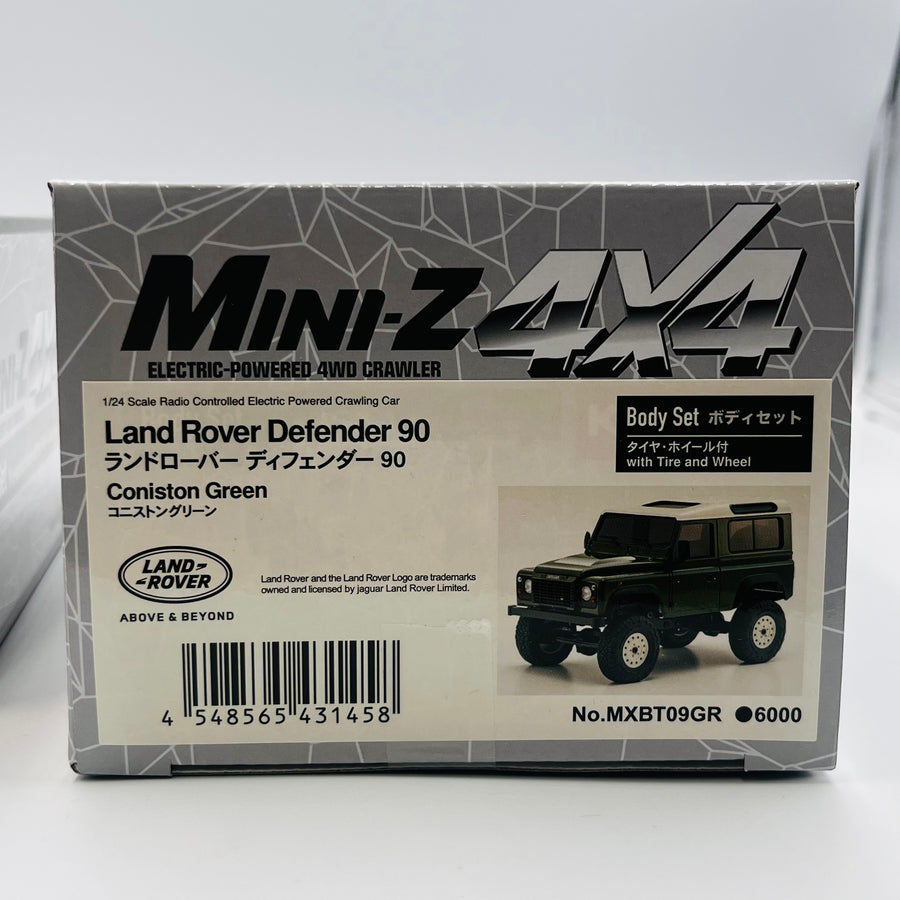 MINI-Z 4X4
ELECTRIC-POWERED 4WD CRAWLER
1/24 Scale Radio Controlled Electric Powered Crawling Car
Land Rover Defender 90
ランドローバー ディフェンダー 90
Coniston Green
コニストングリーン
Body Set ボディセット
タイヤ・ホイール付
with Tire and Wheel
LAND ROVER
ABOVE & BEYOND
Land Rover and the Land Rover Logo are trademarks
owned and licensed by jaguar Land Rover Limited.
4 548565 431458
No.MXBT09GR ●6000